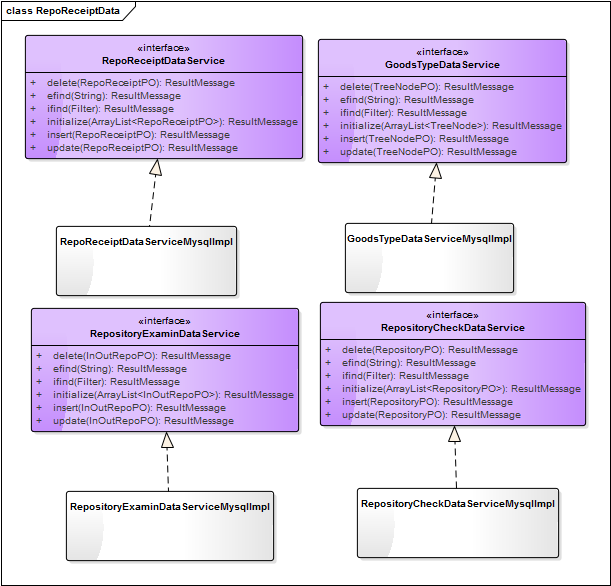 class RepoReceiptData
«interface»
RepoReceiptDataService
+ delete(RepoReceiptPO): ResultMessage
+ efind(String): ResultMessage
+ ifind(Filter): ResultMessage
+ initialize(ArrayList<RepoReceiptPO>): ResultMessage
+ insert(RepoReceiptPO): ResultMessage
+ update(RepoReceiptPO): ResultMessage
«interface»
GoodsTypeDataService
+ delete(TreeNodePO): ResultMessage
+ efind(String): ResultMessage
+ ifind(Filter): ResultMessage
+ initialize(ArrayList<TreeNode>): ResultMessage
+ insert(TreeNodePO): ResultMessage
+ update(TreeNodePO): ResultMessage
RepoReceiptDataServiceMysqlImpl
GoodsTypeDataServiceMysqlImpl
«interface»
RepositoryExaminDataService
+ delete(InOutRepoPO): ResultMessage
+ efind(String): ResultMessage
+ ifind(Filter): ResultMessage
+ initialize(ArrayList<InOutRepoPO>): ResultMessage
+ insert(InOutRepoPO): ResultMessage
+ update(InOutRepoPO): ResultMessage
«interface»
RepositoryCheckDataService
+ delete(RepositoryPO): ResultMessage
+ efind(String): ResultMessage
+ ifind(Filter): ResultMessage
+ initialize(ArrayList<RepositoryPO>): ResultMessage
+ insert(RepositoryPO): ResultMessage
+ update(RepositoryPO): ResultMessage
RepositoryExaminDataServiceMysqlImpl
RepositoryCheckDataServiceMysqlImpl